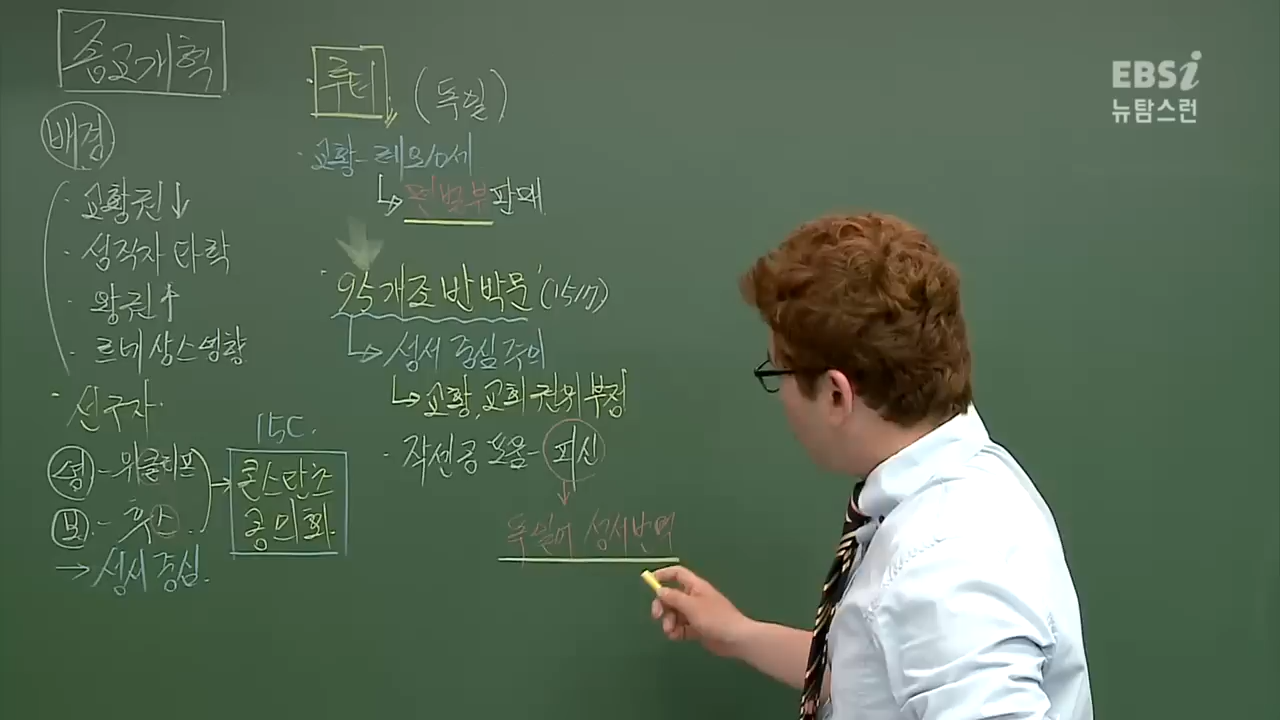 종교개혁
배경
· 교황권↓
· 성직자 타락
· 왕권↑
· 르네상스 영향
· 선구자
영 - 위클리프
보 - 후스
→ 성서 중심
15C.
콘스탄츠
공의회
· 루터 (독일)
· 교황 - 레오10세
↳ 면벌부 판매
· 95개조 반박문 (1517)
↳ 성서 중심주의
↳ 교황, 교회 권위 부정
· 작센공 도움 - 피신
↓
독일어 성서번역
EBSi
뉴탐스런